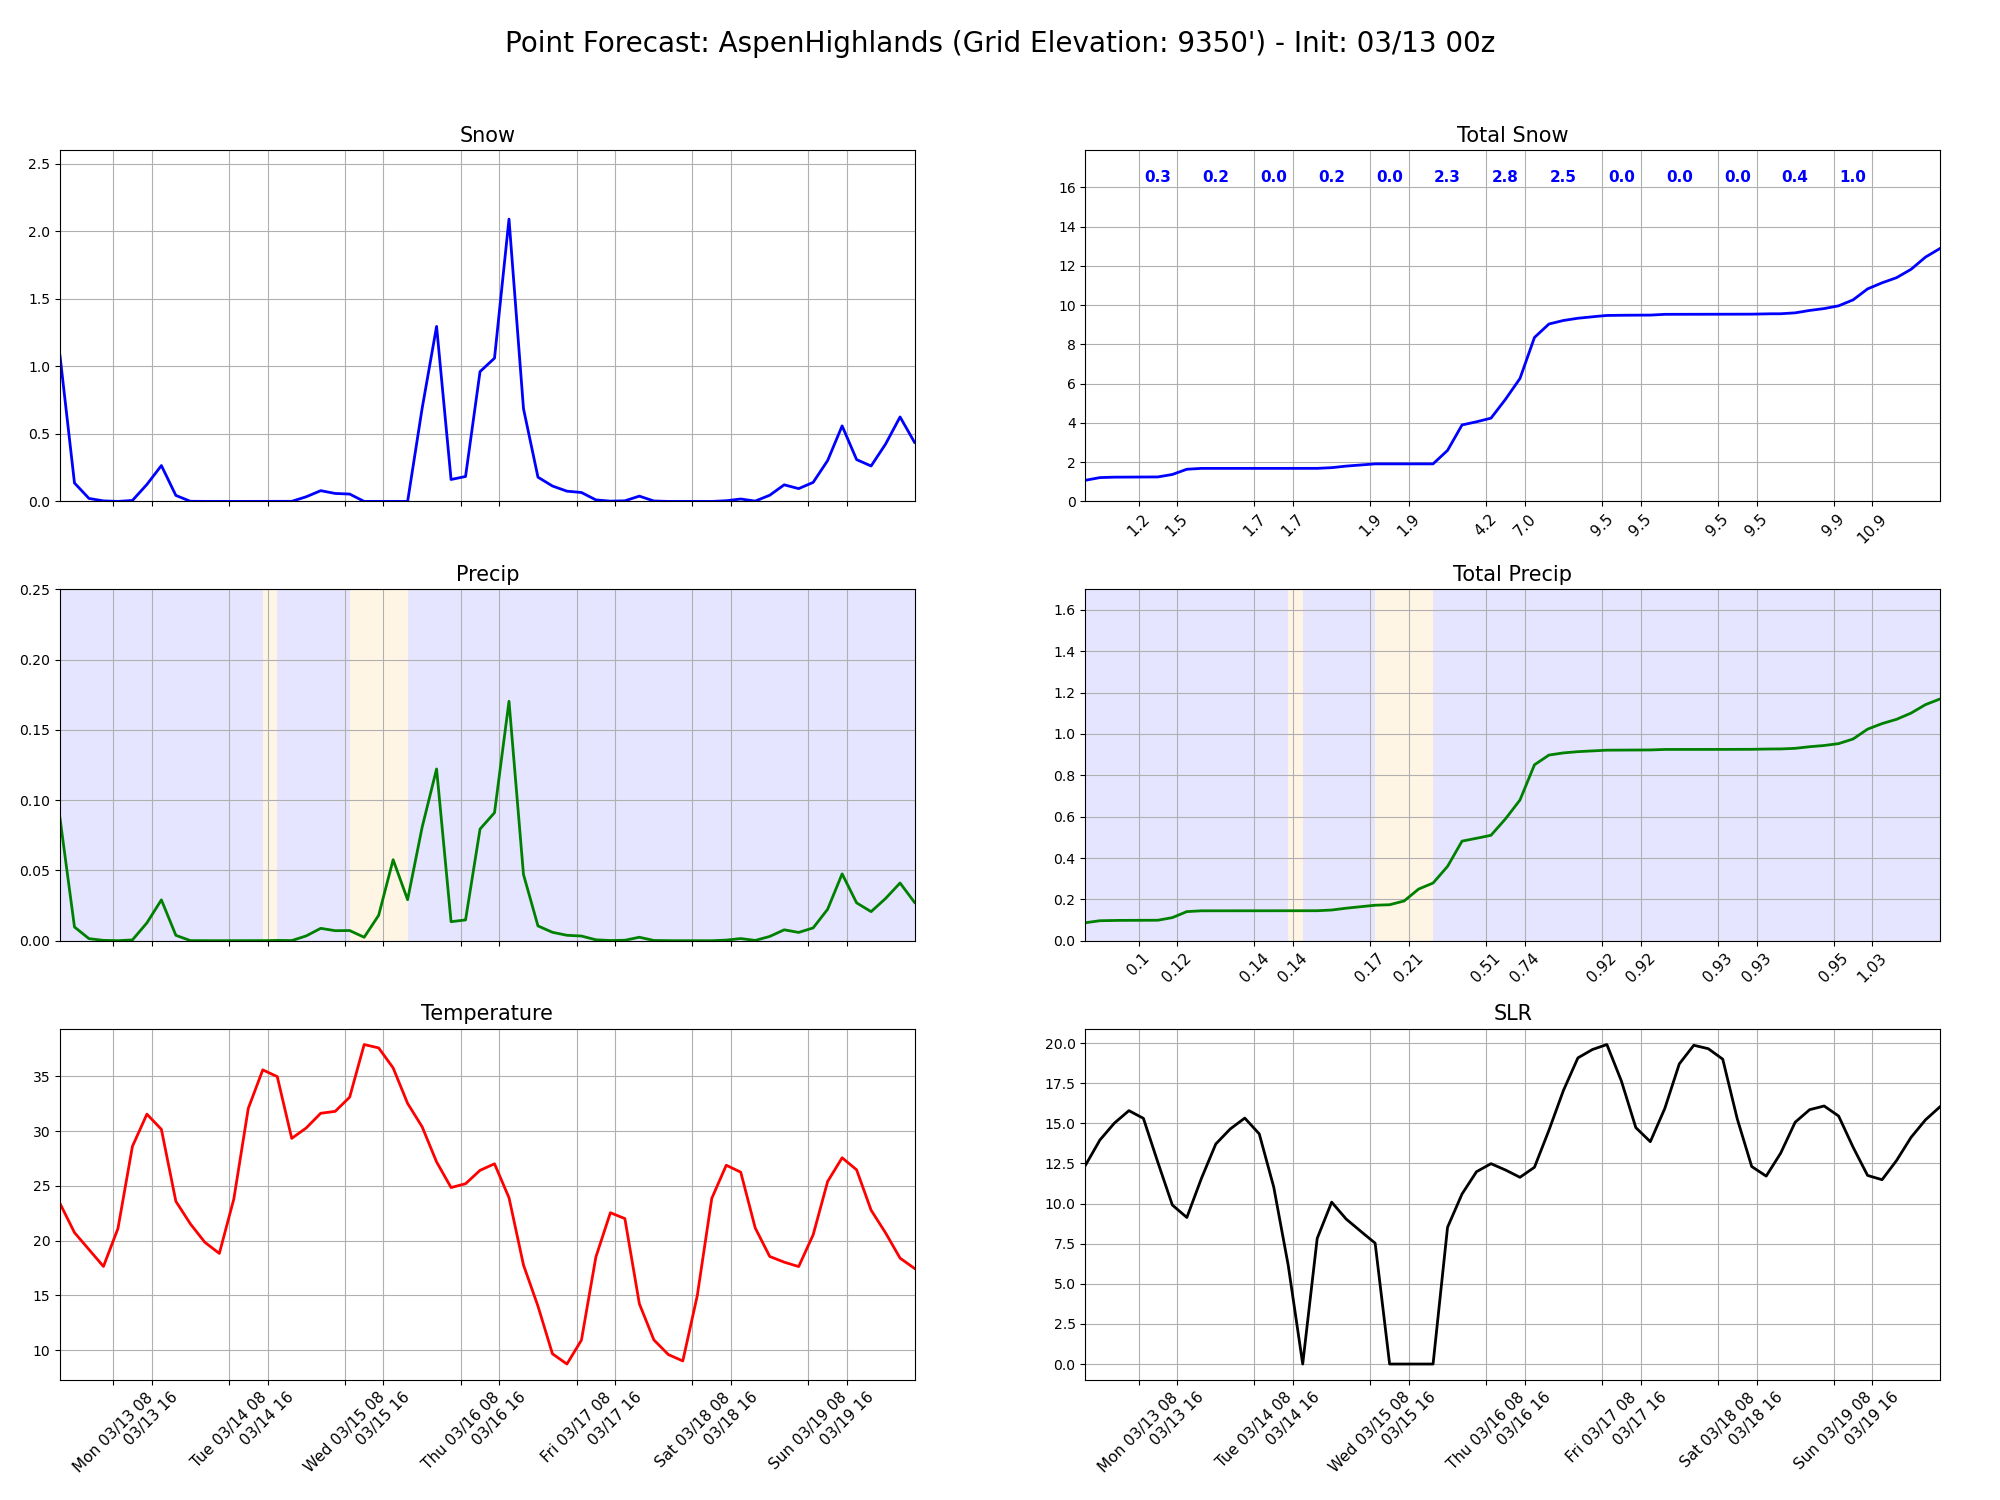 Point Forecast: AspenHighlands (Grid Elevation: 9350') - Init: 03/13 00z
Snow
2.5
2.0
1.5
1.0
0.5
0.0
Total Snow
0.3 0.2 0.0 0.2 0.0 2.3 2.8 2.5 0.0 0.0 0.0 0.4 1.0
16
14
12
10
8
6
4
2
0
1.2 1.5 1.7 1.7 1.9 1.9 4.2 7.0 9.5 9.5 9.5 9.5 9.9 10.9
Precip
0.25
0.20
0.15
0.10
0.05
0.00
Total Precip
1.6
1.4
1.2
1.0
0.8
0.6
0.4
0.2
0.0
0.1 0.12 0.14 0.14 0.17 0.21 0.51 0.74 0.92 0.92 0.93 0.93 0.95 1.03
Temperature
35
30
25
20
15
10
Mon 03/13 08
03/13 16
Tue 03/14 08
03/14 16
Wed 03/15 08
03/15 16
Thu 03/16 08
03/16 16
Fri 03/17 08
03/17 16
Sat 03/18 08
03/18 16
Sun 03/19 08
03/19 16
SLR
20.0
17.5
15.0
12.5
10.0
7.5
5.0
2.5
0.0
Mon 03/13 08
03/13 16
Tue 03/14 08
03/14 16
Wed 03/15 08
03/15 16
Thu 03/16 08
03/16 16
Fri 03/17 08
03/17 16
Sat 03/18 08
03/18 16
Sun 03/19 08
03/19 16